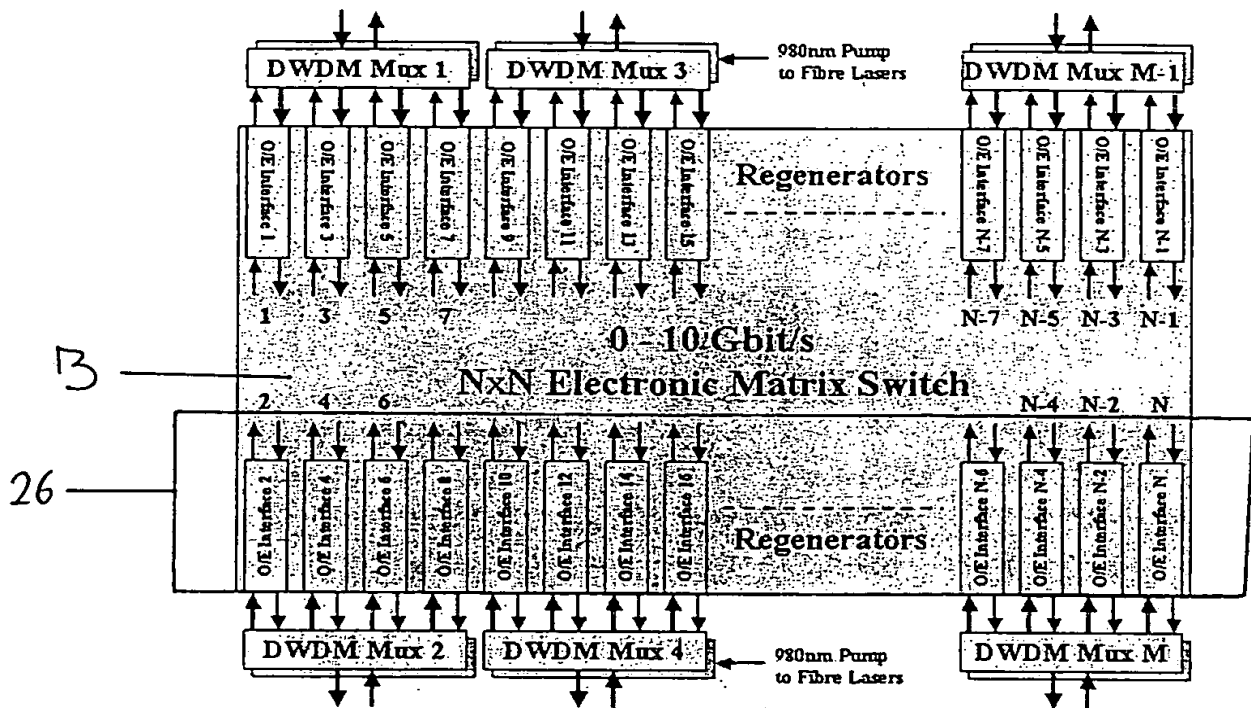 DWDM Mux 1
DWDM Mux 3
980nm Pump
to Fibre Lasers
DWDM Mux M-1
O/E Interface 1
O/E Interface 3
O/E Interface 5
O/E Interface 7
O/E Interface 9
O/E Interface 11
O/E Interface 13
O/E Interface 15
Regenerators
O/E Interface N-7
O/E Interface N-5
O/E Interface N-3
O/E Interface N-1
1 3 5 7 N-7 N-5 N-3 N-1
0 - 10 Gbit/s
NxN Electronic Matrix Switch
2 4 6 N-4 N-2 N
26
O/E Interface 2
O/E Interface 4
O/E Interface 6
O/E Interface 8
O/E Interface 10
O/E Interface 12
O/E Interface 14
O/E Interface 16
Regenerators
O/E Interface N-6
O/E Interface N-4
O/E Interface N-2
O/E Interface N
DWDM Mux 2
DWDM Mux 4
980nm Pump
to Fibre Lasers
DWDM Mux M